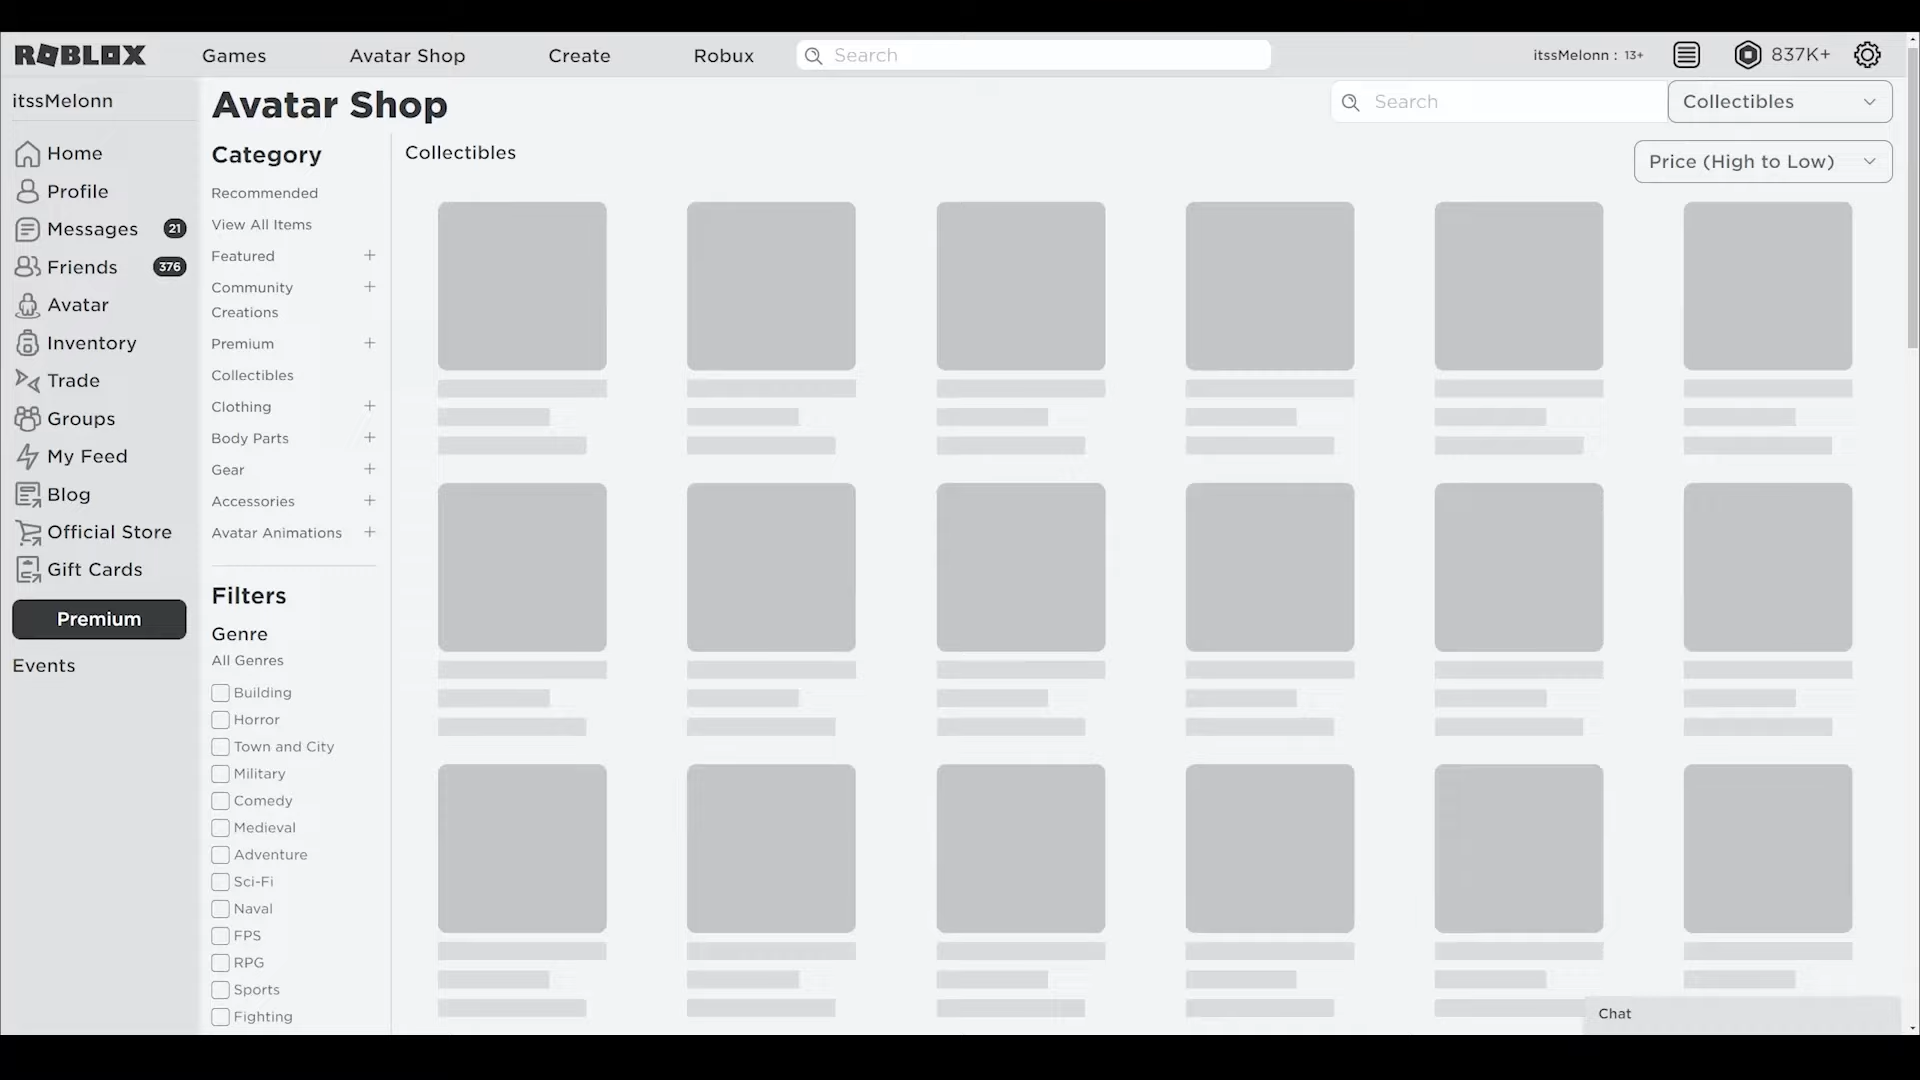 ROBLOX
Games
Avatar Shop
Create
Robux
Search
itssMelonn : 13+
837K+
itssMelonn
Home
Profile
Messages 21
Friends 376
Avatar
Inventory
Trade
Groups
My Feed
Blog
Official Store
Gift Cards
Premium
Events
Avatar Shop
Search
Collectibles
Category
Recommended
View All Items
Featured +
Community +
Creations
Premium +
Collectibles
Clothing +
Body Parts +
Gear +
Accessories +
Avatar Animations +
Filters
Genre
All Genres
Building
Horror
Town and City
Military
Comedy
Medieval
Adventure
Sci-Fi
Naval
FPS
RPG
Sports
Fighting
Collectibles
Price (High to Low)
Chat